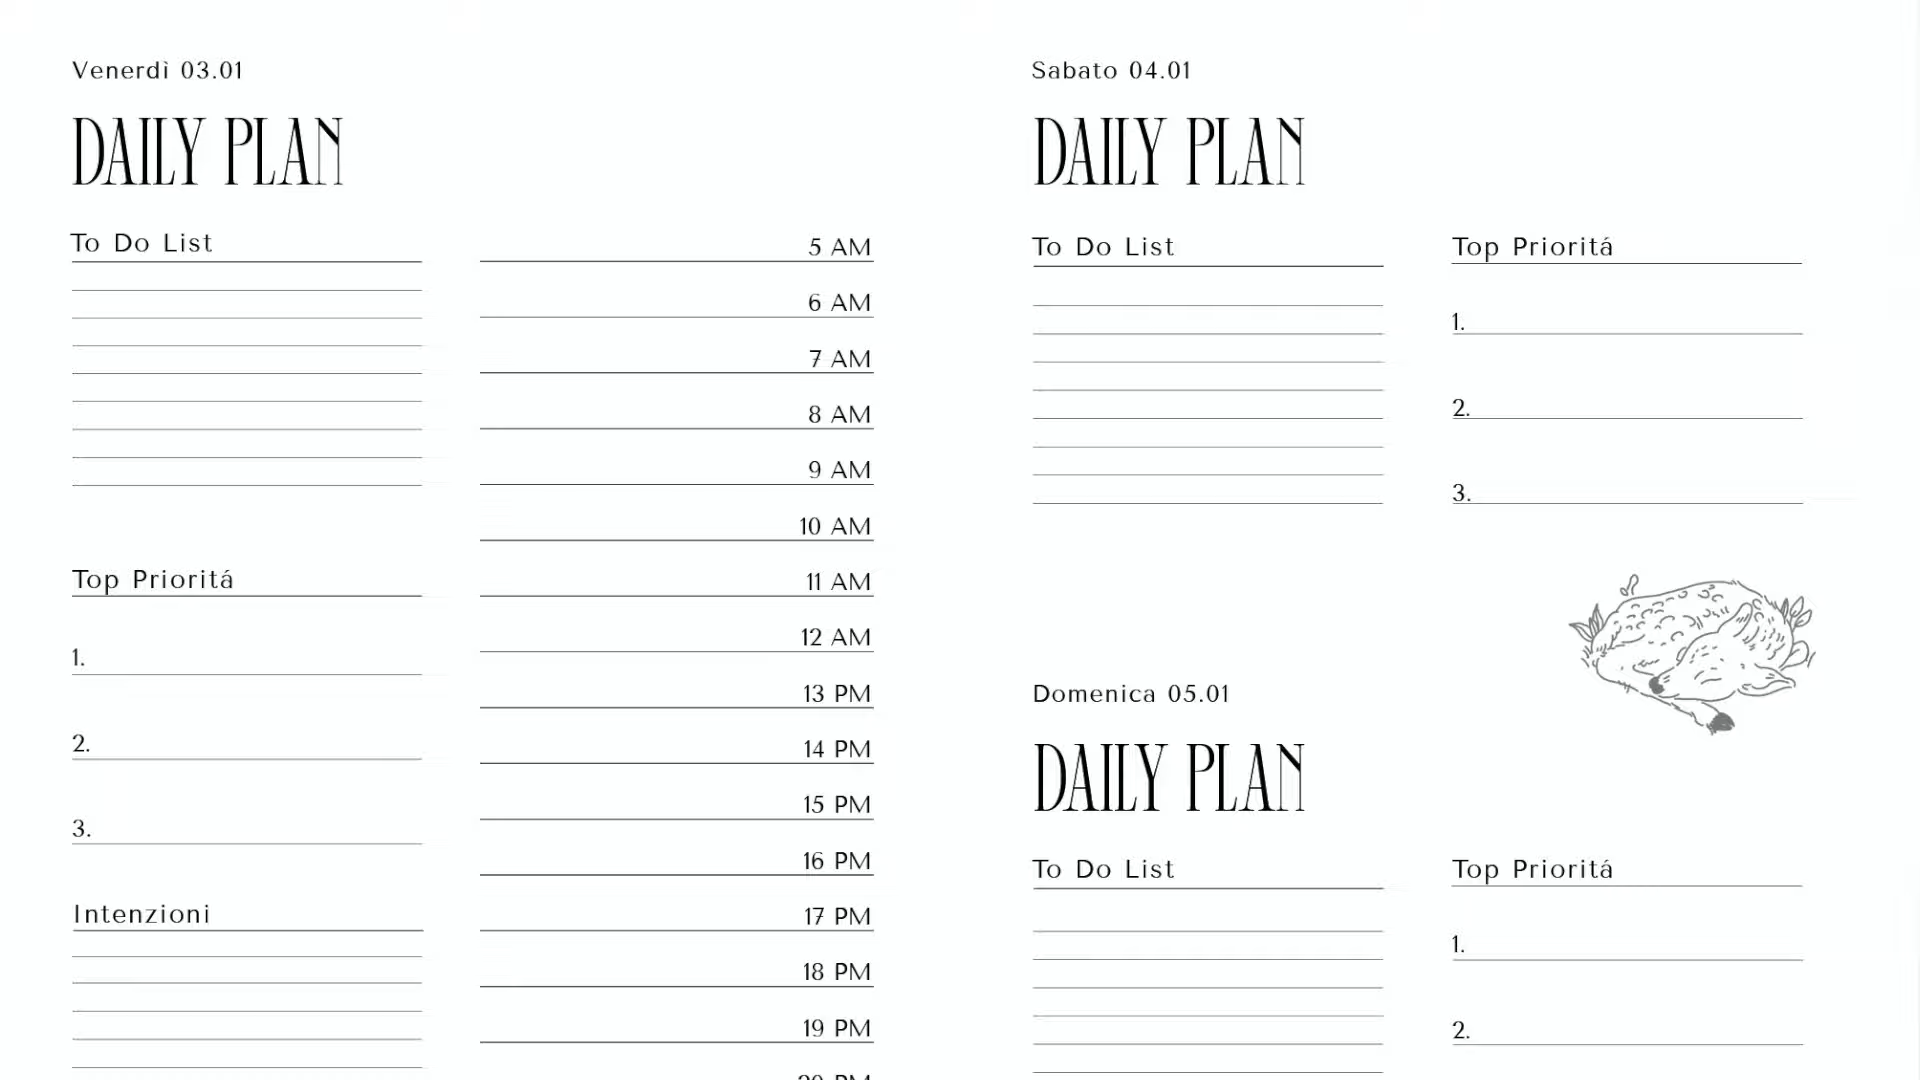 Venerdì 03.01
DAILY PLAN
To Do List
Top Prioritá
1.
2.
3.
Intenzioni
5 AM
6 AM
7 AM
8 AM
9 AM
10 AM
11 AM
12 AM
13 PM
14 PM
15 PM
16 PM
17 PM
18 PM
19 PM
20 PM
Sabato 04.01
DAILY PLAN
To Do List
Top Prioritá
1.
2.
3.
Domenica 05.01
DAILY PLAN
To Do List
Top Prioritá
1.
2.